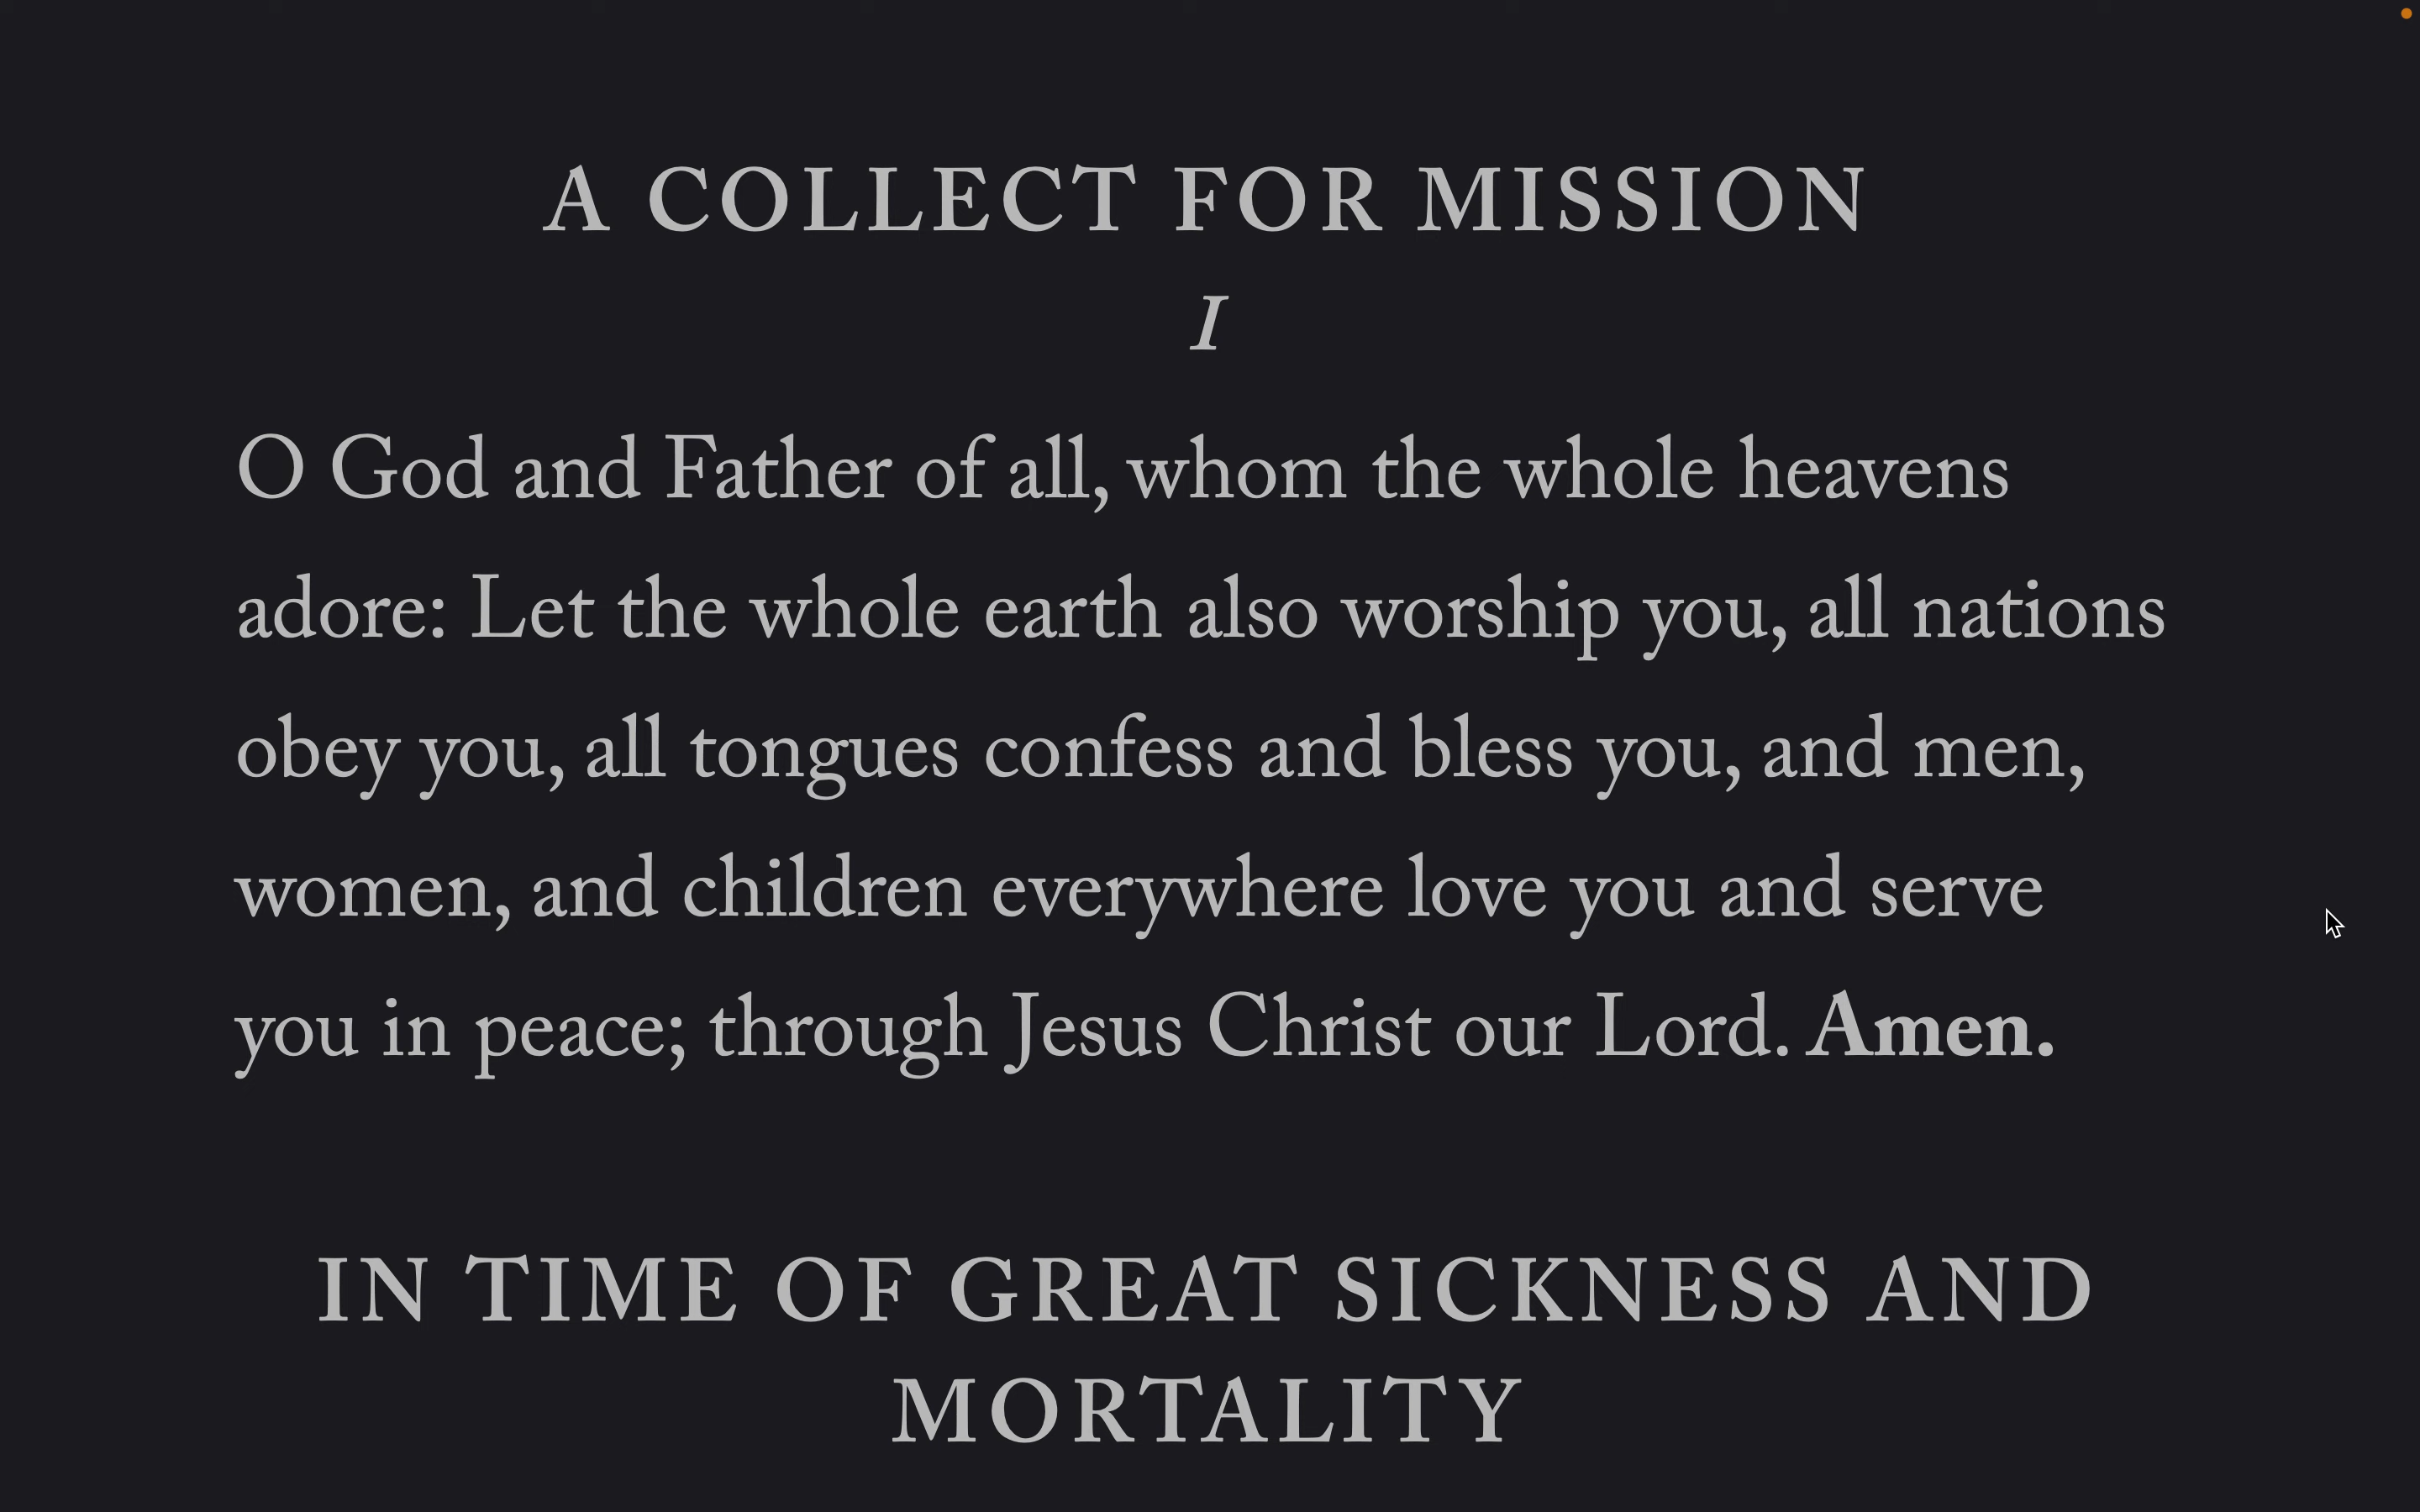 A COLLECT FOR MISSION
I
O God and Father of all, whom the whole heavens
adore: Let the whole earth also worship you, all nations
obey you, all tongues confess and bless you, and men,
women, and children everywhere love you and serve
you in peace; through Jesus Christ our Lord. Amen.
IN TIME OF GREAT SICKNESS AND
MORTALITY